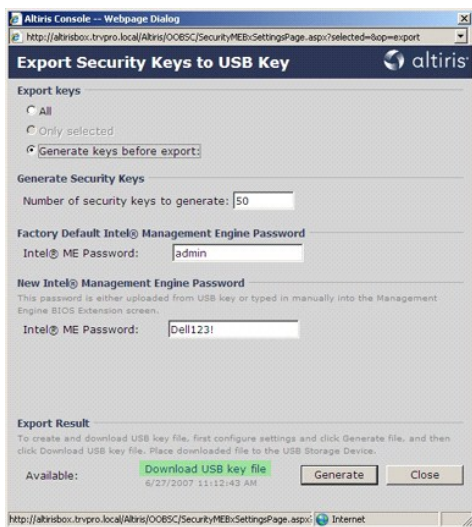 Altiris Console -- Webpage Dialog
http://altirisbox.trvpro.local/Altiris/OOBSC/SecurityMEBxSettingsPage.aspx?selected=&op=export
Export Security Keys to USB Key
altiris
Export keys
All
Only selected
Generate keys before export:
Generate Security Keys
Number of security keys to generate: 50
Factory Default Intel® Management Engine Password
Intel® ME Password: admin
New Intel® Management Engine Password
This password is either uploaded from USB key or typed in manually into the Management
Engine BIOS Extension screen.
Intel® ME Password: Dell123!
Export Result
To create and download USB key file, first configure settings and click Generate file, and then
click Download USB key file. Place downloaded file to the USB Storage Device.
Available: Download USB key file Generate Close
6/27/2007 11:12:43 AM
http://altirisbox.trvpro.local/Altiris/OOBSC/SecurityMEBxSettingsPage.aspx? Internet